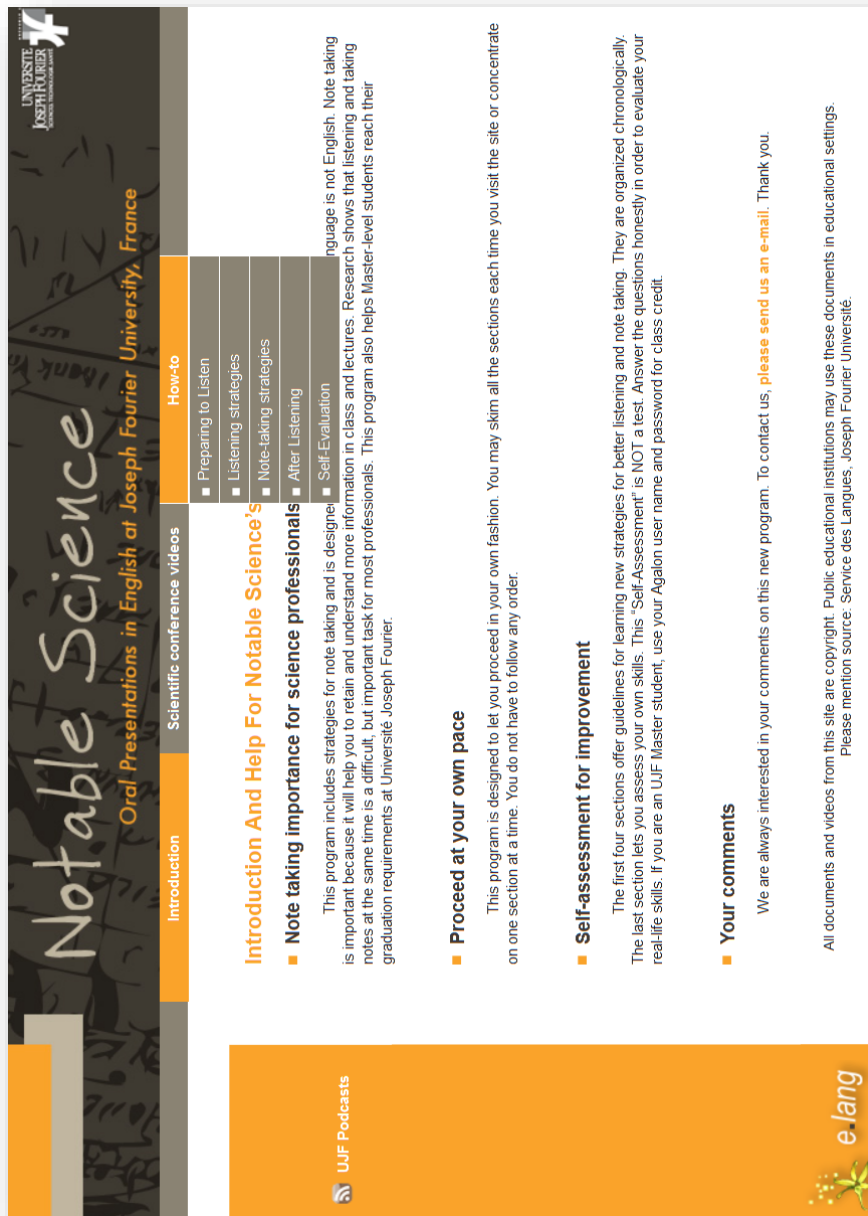 UNIVERSITE
JOSEPH FOURIER
SCIENCES. TECHNOLOGIE. SANTÉ
Notable Science
Oral Presentations in English at Joseph Fourier University, France
Introduction
Scientific conference videos
How-to
Preparing to Listen
Listening strategies
Note-taking strategies
After Listening
Self-Evaluation
UJF Podcasts
Introduction And Help For Notable Science's
Note taking importance for science professionals
This program includes strategies for note taking and is designed nguage is not English. Note taking
is important because it will help you to retain and understand more information in class and lectures. Research shows that listening and taking
notes at the same time is a difficult, but important task for most professionals. This program also helps Master-level students reach their
graduation requirements at Université Joseph Fourier.
Proceed at your own pace
This program is designed to let you proceed in your own fashion. You may skim all the sections each time you visit the site or concentrate
on one section at a time. You do not have to follow any order.
Self-assessment for improvement
The first four sections offer guidelines for learning new strategies for better listening and note taking. They are organized chronologically.
The last section lets you assess your own skills. This "Self-Assessment" is NOT a test. Answer the questions honestly in order to evaluate your
real-life skills. If you are an UJF Master student, use your Agalon user name and password for class credit.
Your comments
We are always interested in your comments on this new program. To contact us, please send us an e-mail. Thank you.
All documents and videos from this site are copyright. Public educational institutions may use these documents in educational settings.
Please mention source: Service des Langues, Joseph Fourier Université.
e.lang